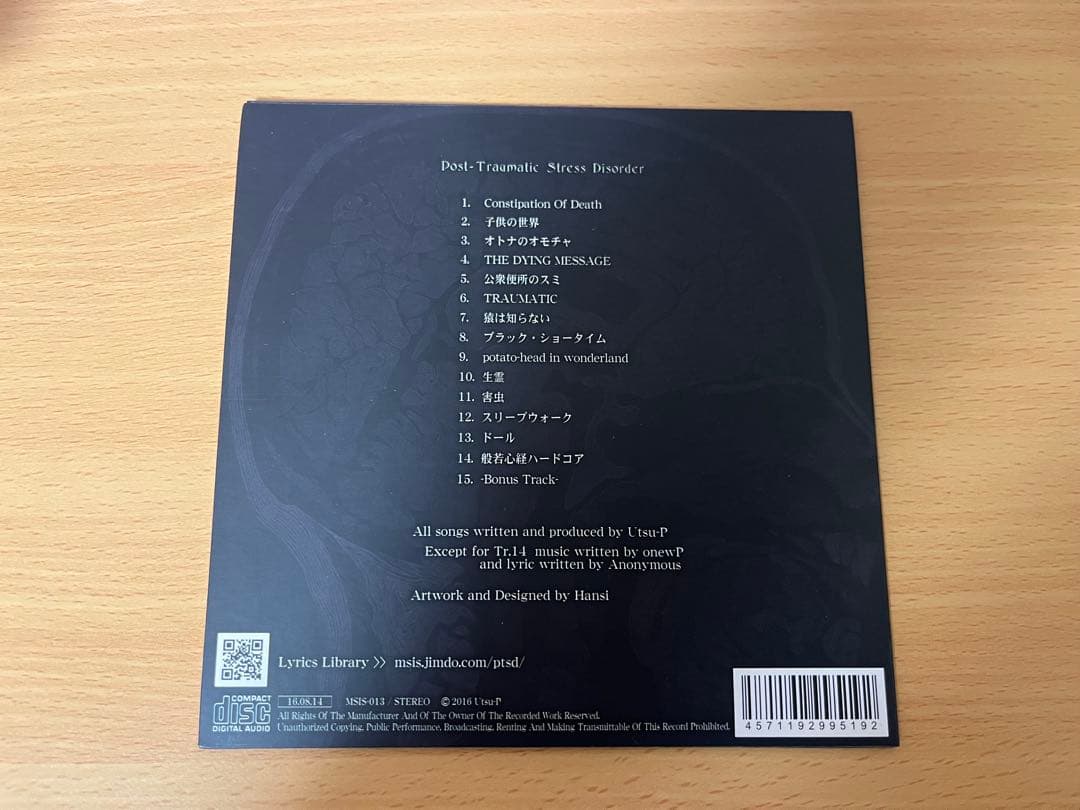 Post-Traumatic Stress Disorder
1. Constipation Of Death
2. 子供の世界
3. オトナのオモチャ
4. THE DYING MESSAGE
5. 公衆便所のスミ
6. TRAUMATIC
7. 猿は知らない
8. ブラック・ショータイム
9. potato-head in wonderland
10. 生霊
11. 害虫
12. スリープウォーク
13. ドール
14. 般若心経ハードコア
15. -Bonus Track-
All songs written and produced by Utsu-P
Except for Tr.14 music written by onewP
and lyric written by Anonymous
Artwork and Designed by Hansi
Lyrics Library >> msis.jimdo.com/ptsd/
COMPACT
disc
DIGITAL AUDIO
16.08.14 MSIS-013 / STEREO ©2016 Utsu-P
All Rights Of The Manufacturer And Of The Owner Of The Recorded Work Reserved.
Unauthorized Copying, Public Performance, Broadcasting, Renting And Making Transmittable Of This Record Prohibited.
4571192995192